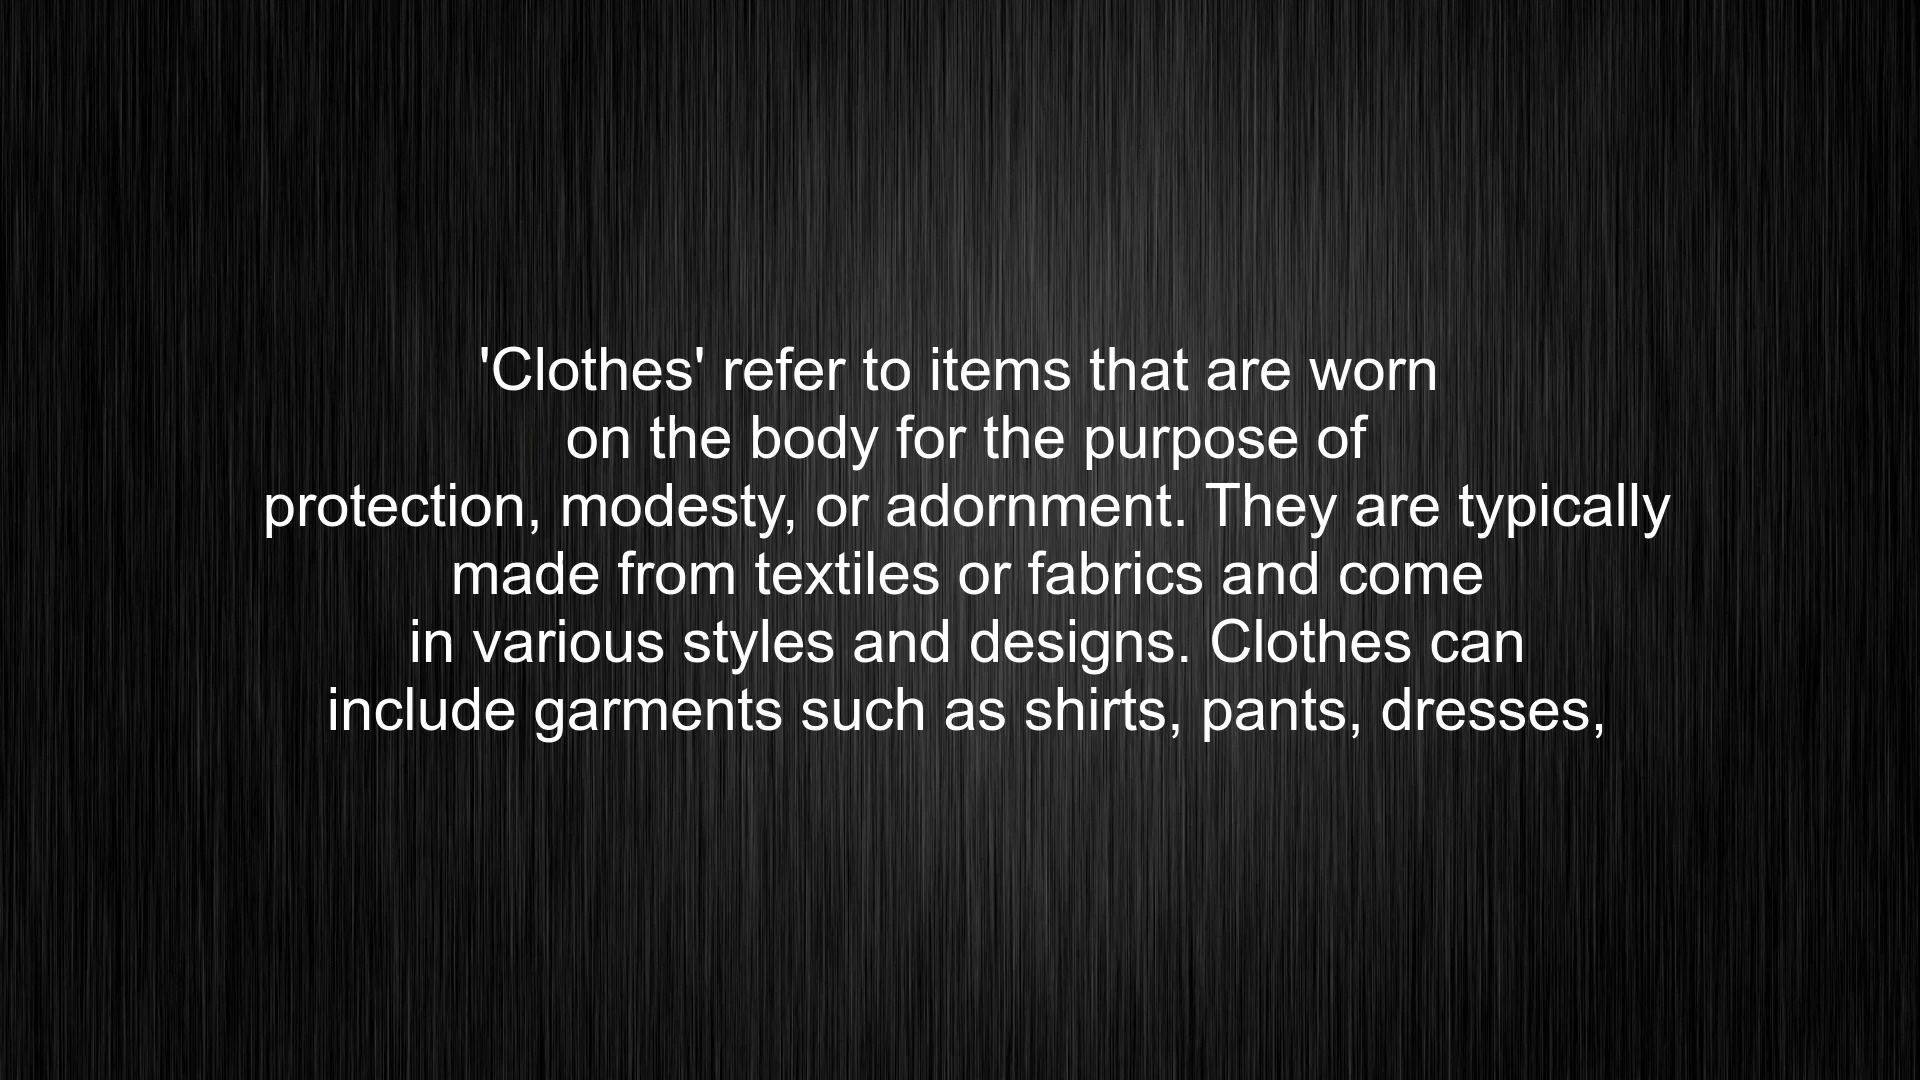 'Clothes' refer to items that are worn
on the body for the purpose of
protection, modesty, or adornment. They are typically
made from textiles or fabrics and come
in various styles and designs. Clothes can
include garments such as shirts, pants, dresses,